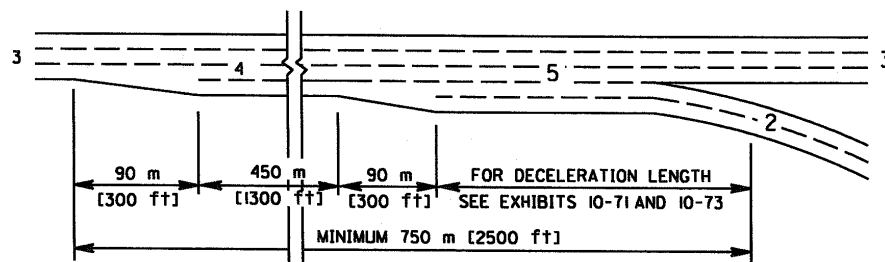 3
4
5
3
2
90 m
[300 ft]
450 m
[1300 ft]
90 m
[300 ft]
FOR DECELERATION LENGTH
SEE EXHIBITS 10-71 AND 10-73
MINIMUM 750 m [2500 ft]